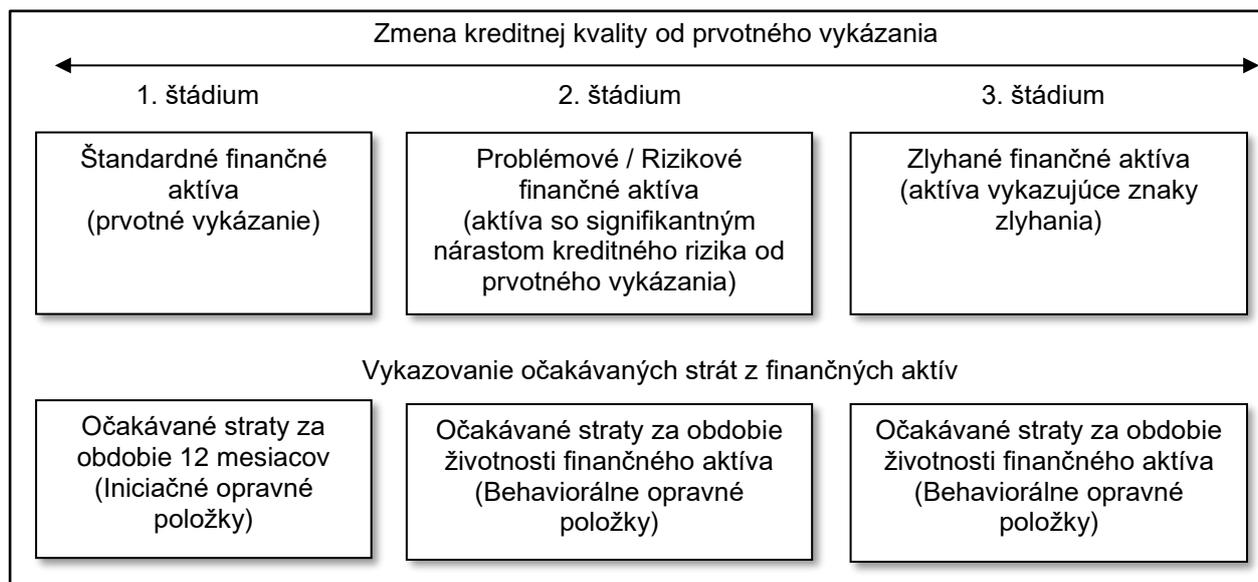 Zmena kreditnej kvality od prvotného vykázania
1. štádium
2. štádium
3. štádium
Štandardné finančné
aktíva
(prvotné vykázanie)
Problémové / Rizikové
finančné aktíva
(aktíva so signifikantným
nárastom kreditného rizika od
prvotného vykázania)
Zlyhané finančné aktíva
(aktíva vykazujúce znaky
zlyhania)
Vykazovanie očakávaných strát z finančných aktív
Očakávané straty za
obdobie 12 mesiacov
(Iniciačné opravné
položky)
Očakávané straty za obdobie
životnosti finančného aktíva
(Behaviorálne opravné
položky)
Očakávané straty za obdobie
životnosti finančného aktíva
(Behaviorálne opravné
položky)